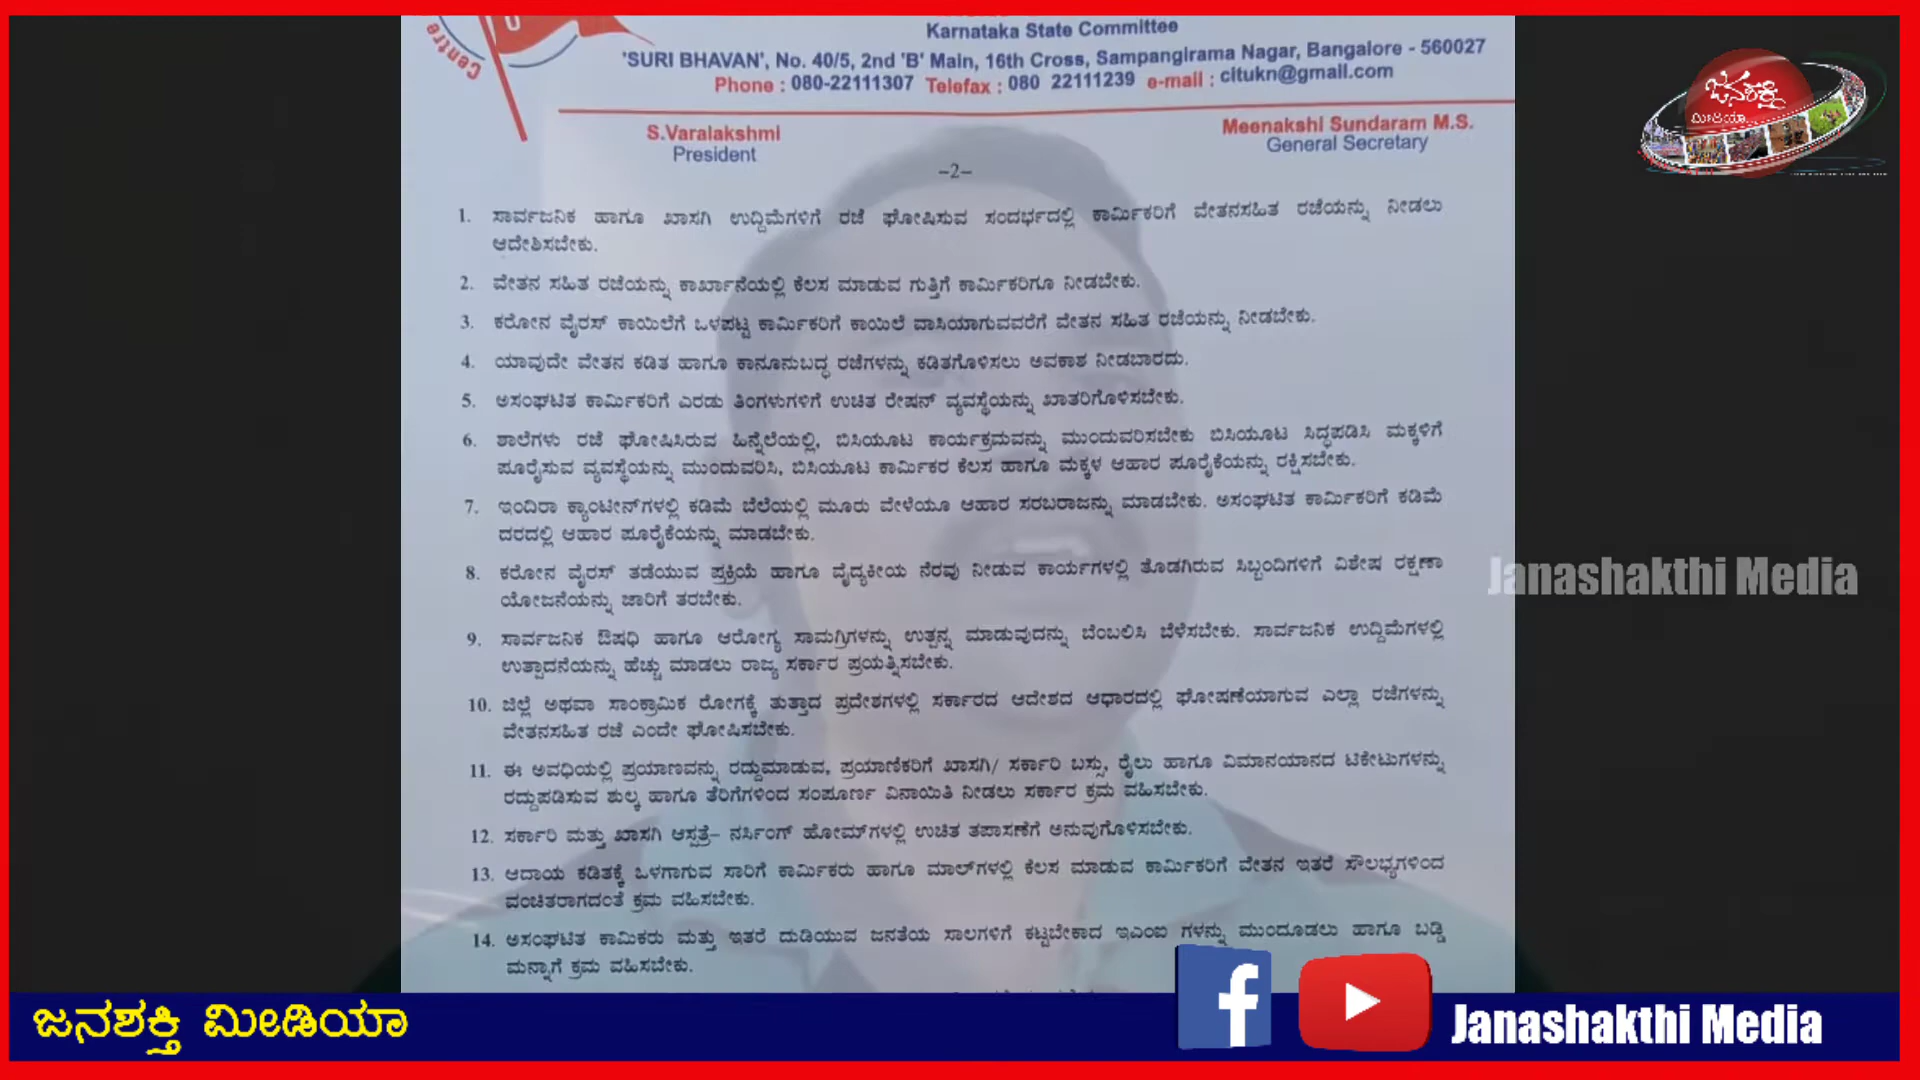 Centre
Karnataka State Committee
'SURI BHAVAN', No. 40/5, 2nd 'B' Main, 16th Cross, Sampangirama Nagar, Bangalore - 560027
Phone : 080-22111307 Telefax : 080 22111239 e-mail : citukn@gmail.com
S.Varalakshmi
President
Meenakshi Sundaram M.S.
General Secretary
–2–
1. ಸಾರ್ವಜನಿಕ ಹಾಗೂ ಖಾಸಗಿ ಉದ್ದಿಮೆಗಳಿಗೆ ರಜೆ ಘೋಷಿಸುವ ಸಂದರ್ಭದಲ್ಲಿ ಕಾರ್ಮಿಕರಿಗೆ ವೇತನಸಹಿತ ರಜೆಯನ್ನು ನೀಡಲು
ಆದೇಶಿಸಬೇಕು.
2. ವೇತನ ಸಹಿತ ರಜೆಯನ್ನು ಕಾರ್ಖಾನೆಯಲ್ಲಿ ಕೆಲಸ ಮಾಡುವ ಗುತ್ತಿಗೆ ಕಾರ್ಮಿಕರಿಗೂ ನೀಡಬೇಕು.
3. ಕರೋನ ವೈರಸ್ ಕಾಯಿಲೆಗೆ ಒಳಪಟ್ಟ ಕಾರ್ಮಿಕರಿಗೆ ಕಾಯಿಲೆ ವಾಸಿಯಾಗುವವರೆಗೆ ವೇತನ ಸಹಿತ ರಜೆಯನ್ನು ನೀಡಬೇಕು.
4. ಯಾವುದೇ ವೇತನ ಕಡಿತ ಹಾಗೂ ಕಾನೂನುಬದ್ಧ ರಜೆಗಳನ್ನು ಕಡಿತಗೊಳಿಸಲು ಅವಕಾಶ ನೀಡಬಾರದು.
5. ಅಸಂಘಟಿತ ಕಾರ್ಮಿಕರಿಗೆ ಎರಡು ತಿಂಗಳುಗಳಿಗೆ ಉಚಿತ ರೇಷನ್ ವ್ಯವಸ್ಥೆಯನ್ನು ಖಾತರಿಗೊಳಿಸಬೇಕು.
6. ಶಾಲೆಗಳು ರಜೆ ಘೋಷಿಸಿರುವ ಹಿನ್ನೆಲೆಯಲ್ಲಿ, ಬಿಸಿಯೂಟ ಕಾರ್ಯಕ್ರಮವನ್ನು ಮುಂದುವರಿಸಬೇಕು ಬಿಸಿಯೂಟ ಸಿದ್ಧಪಡಿಸಿ ಮಕ್ಕಳಿಗೆ
ಪೂರೈಸುವ ವ್ಯವಸ್ಥೆಯನ್ನು ಮುಂದುವರಿಸಿ, ಬಿಸಿಯೂಟ ಕಾರ್ಮಿಕರ ಕೆಲಸ ಹಾಗೂ ಮಕ್ಕಳ ಆಹಾರ ಪೂರೈಕೆಯನ್ನು ರಕ್ಷಿಸಬೇಕು.
7. ಇಂದಿರಾ ಕ್ಯಾಂಟೀನ್‌ಗಳಲ್ಲಿ ಕಡಿಮೆ ಬೆಲೆಯಲ್ಲಿ ಮೂರು ವೇಳೆಯೂ ಆಹಾರ ಸರಬರಾಜನ್ನು ಮಾಡಬೇಕು. ಅಸಂಘಟಿತ ಕಾರ್ಮಿಕರಿಗೆ ಕಡಿಮೆ
ದರದಲ್ಲಿ ಆಹಾರ ಪೂರೈಕೆಯನ್ನು ಮಾಡಬೇಕು.
8. ಕರೋನ ವೈರಸ್ ತಡೆಯುವ ಪ್ರಕ್ರಿಯೆ ಹಾಗೂ ವೈದ್ಯಕೀಯ ನೆರವು ನೀಡುವ ಕಾರ್ಯಗಳಲ್ಲಿ ತೊಡಗಿರುವ ಸಿಬ್ಬಂದಿಗಳಿಗೆ ವಿಶೇಷ ರಕ್ಷಣಾ
ಯೋಜನೆಯನ್ನು ಜಾರಿಗೆ ತರಬೇಕು.
9. ಸಾರ್ವಜನಿಕ ಔಷಧಿ ಹಾಗೂ ಆರೋಗ್ಯ ಸಾಮಗ್ರಿಗಳನ್ನು ಉತ್ಪನ್ನ ಮಾಡುವುದನ್ನು ಬೆಂಬಲಿಸಿ ಬೆಳೆಸಬೇಕು. ಸಾರ್ವಜನಿಕ ಉದ್ದಿಮೆಗಳಲ್ಲಿ
ಉತ್ಪಾದನೆಯನ್ನು ಹೆಚ್ಚು ಮಾಡಲು ರಾಜ್ಯ ಸರ್ಕಾರ ಪ್ರಯತ್ನಿಸಬೇಕು.
10. ಜಿಲ್ಲೆ ಅಥವಾ ಸಾಂಕ್ರಾಮಿಕ ರೋಗಕ್ಕೆ ತುತ್ತಾದ ಪ್ರದೇಶಗಳಲ್ಲಿ ಸರ್ಕಾರದ ಆದೇಶದ ಆಧಾರದಲ್ಲಿ ಘೋಷಣೆಯಾಗುವ ಎಲ್ಲಾ ರಜೆಗಳನ್ನು
ವೇತನಸಹಿತ ರಜೆ ಎಂದೇ ಘೋಷಿಸಬೇಕು.
11. ಈ ಅವಧಿಯಲ್ಲಿ ಪ್ರಯಾಣವನ್ನು ರದ್ದುಮಾಡುವ, ಪ್ರಯಾಣಿಕರಿಗೆ ಖಾಸಗಿ/ ಸರ್ಕಾರಿ ಬಸ್ಸು, ರೈಲು ಹಾಗೂ ವಿಮಾನಯಾನದ ಟಿಕೇಟುಗಳನ್ನು
ರದ್ದುಪಡಿಸುವ ಶುಲ್ಕ ಹಾಗೂ ತೆರಿಗೆಗಳಿಂದ ಸಂಪೂರ್ಣ ವಿನಾಯಿತಿ ನೀಡಲು ಸರ್ಕಾರ ಕ್ರಮ ವಹಿಸಬೇಕು.
12. ಸರ್ಕಾರಿ ಮತ್ತು ಖಾಸಗಿ ಆಸ್ಪತ್ರೆ– ನರ್ಸಿಂಗ್ ಹೋಮ್‌ಗಳಲ್ಲಿ ಉಚಿತ ತಪಾಸಣೆಗೆ ಅನುವುಗೊಳಿಸಬೇಕು.
13. ಆದಾಯ ಕಡಿತಕ್ಕೆ ಒಳಗಾಗುವ ಸಾರಿಗೆ ಕಾರ್ಮಿಕರು ಹಾಗೂ ಮಾಲ್‌ಗಳಲ್ಲಿ ಕೆಲಸ ಮಾಡುವ ಕಾರ್ಮಿಕರಿಗೆ ವೇತನ ಇತರೆ ಸೌಲಭ್ಯಗಳಿಂದ
ವಂಚಿತರಾಗದಂತೆ ಕ್ರಮ ವಹಿಸಬೇಕು.
14. ಅಸಂಘಟಿತ ಕಾಮಿಕರು ಮತ್ತು ಇತರೆ ದುಡಿಯುವ ಜನತೆಯ ಸಾಲಗಳಿಗೆ ಕಟ್ಟಬೇಕಾದ ಇಎಂಐ ಗಳನ್ನು ಮುಂದೂಡಲು ಹಾಗೂ ಬಡ್ಡಿ
ಮನ್ನಾಗೆ ಕ್ರಮ ವಹಿಸಬೇಕು.
ಜನಶಕ್ತಿ
ಮೀಡಿಯಾ
Janashakthi Media
ಜನಶಕ್ತಿ ಮೀಡಿಯಾ
Janashakthi Media